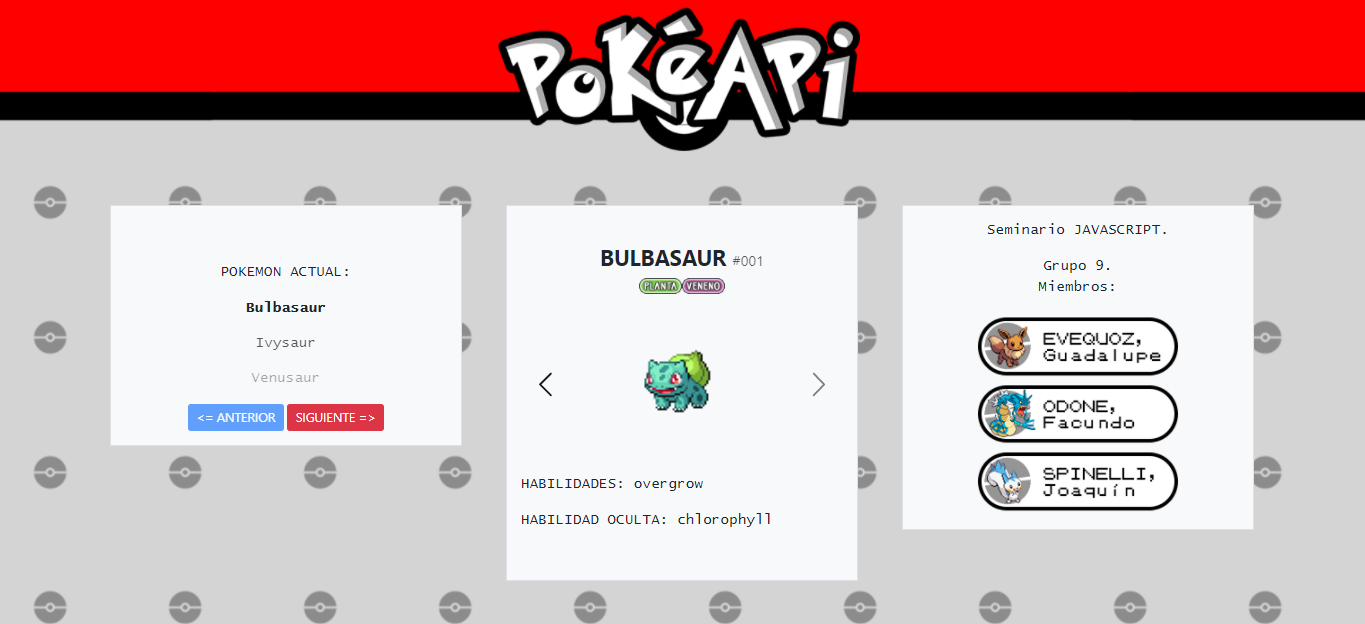 PoKéAPi
POKEMON ACTUAL:
Bulbasaur
Ivysaur
Venusaur
<= ANTERIOR SIGUIENTE =>
BULBASAUR #001
PLANTA VENENO
HABILIDADES: overgrow
HABILIDAD OCULTA: chlorophyll
Seminario JAVASCRIPT.
Grupo 9.
Miembros:
EVEQUOZ,
Guadalupe
ODONE,
Facundo
SPINELLI,
Joaquín